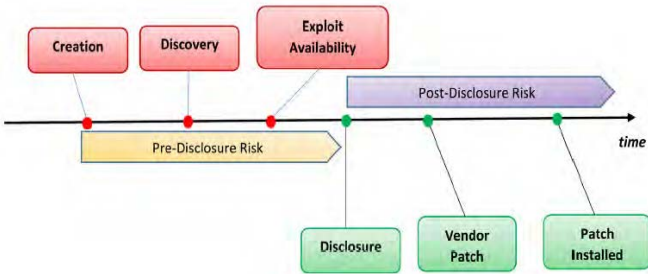 Exploit
Availability
Creation
Discovery
Post-Disclosure Risk
time
Pre-Disclosure Risk
Disclosure
Vendor
Patch
Patch
Installed